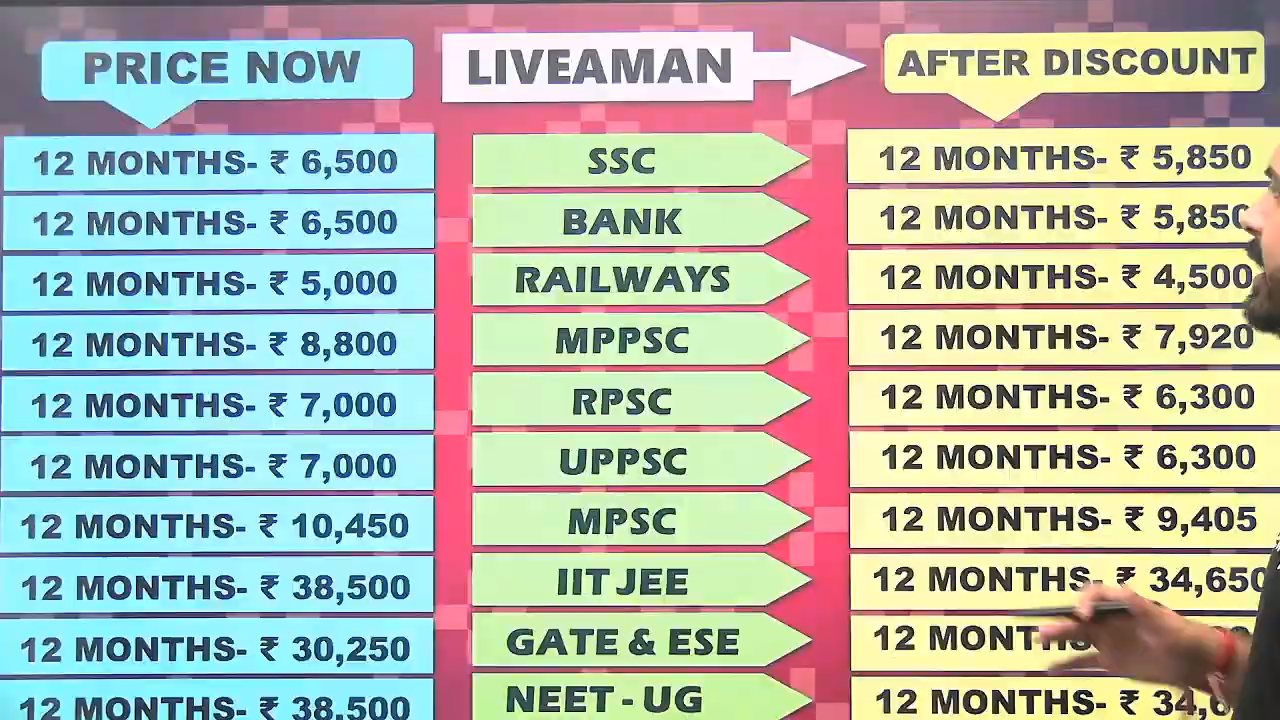 PRICE NOW LIVEAMAN AFTER DISCOUNT
12 MONTHS- ₹ 6,500 SSC 12 MONTHS- ₹ 5,850
12 MONTHS- ₹ 6,500 BANK 12 MONTHS- ₹ 5,850
12 MONTHS- ₹ 5,000 RAILWAYS 12 MONTHS- ₹ 4,500
12 MONTHS- ₹ 8,800 MPPSC 12 MONTHS- ₹ 7,920
12 MONTHS- ₹ 7,000 RPSC 12 MONTHS- ₹ 6,300
12 MONTHS- ₹ 7,000 UPPSC 12 MONTHS- ₹ 6,300
12 MONTHS- ₹ 10,450 MPSC 12 MONTHS- ₹ 9,405
12 MONTHS- ₹ 38,500 IIT JEE 12 MONTHS- ₹ 34,650
12 MONTHS- ₹ 30,250 GATE & ESE 12
12 MONTHS- ₹ 38,500 NEET - UG 12 MONTHS- ₹